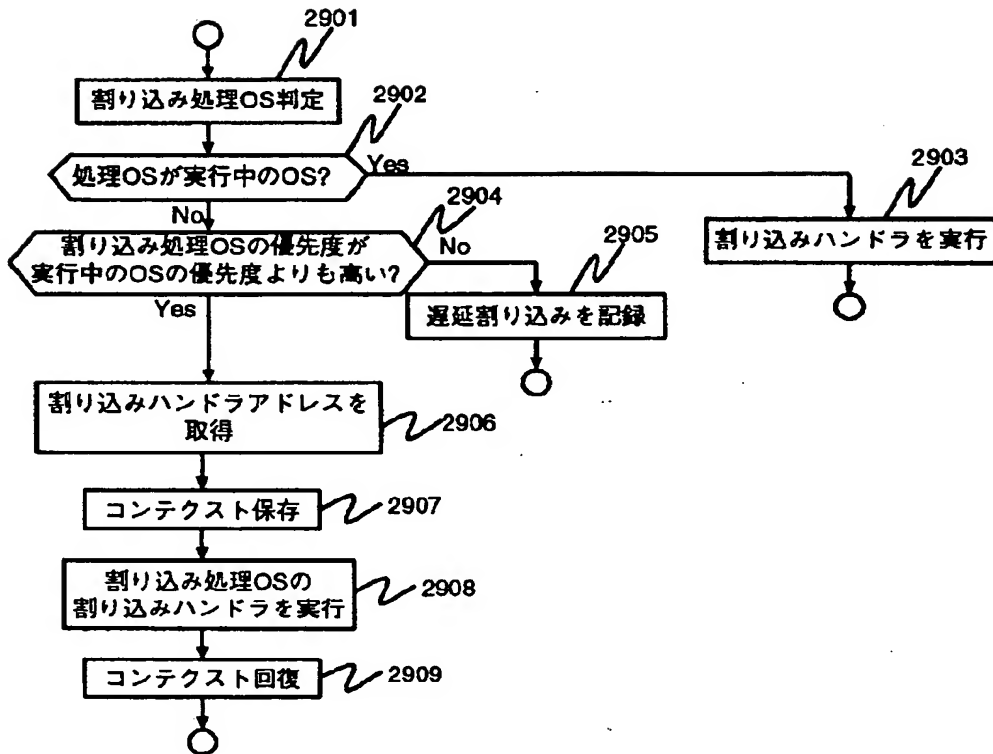 2901
割り込み処理OS判定
2902
処理OSが実行中のOS?
Yes
2903
割り込みハンドラを実行
No
2904
割り込み処理OSの優先度が
実行中のOSの優先度よりも高い?
No
2905
遅延割り込みを記録
Yes
割り込みハンドラアドレスを
取得
2906
コンテクスト保存
2907
割り込み処理OSの
割り込みハンドラを実行
2908
コンテクスト回復
2909